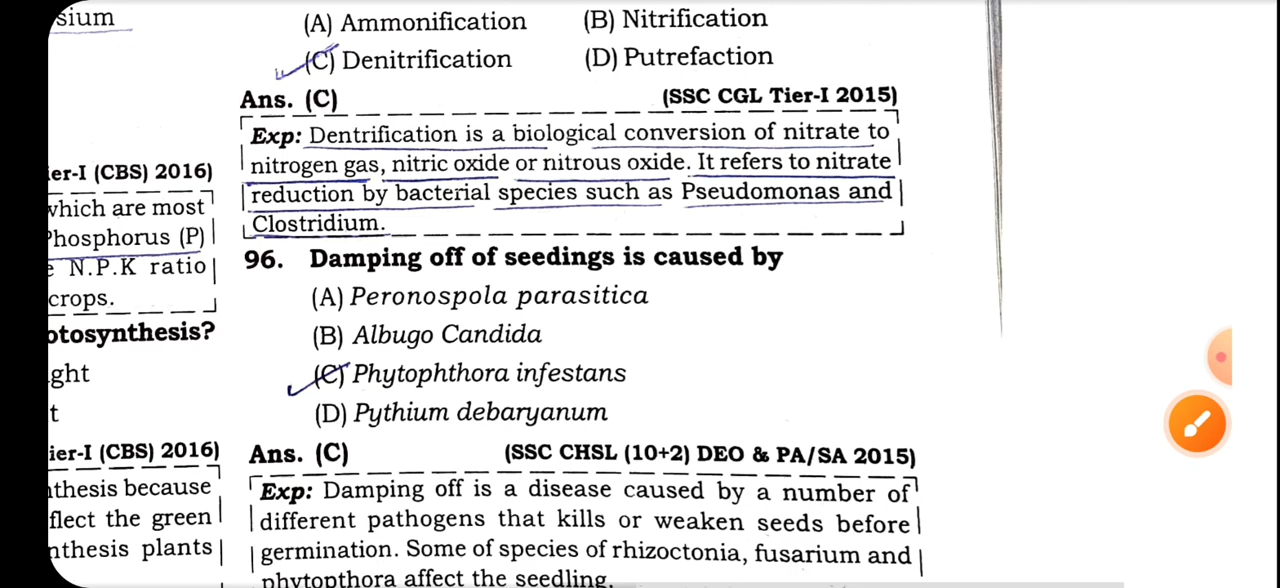 sium
er-I (CBS) 2016)
which are most
Phosphorus (P)
e N.P.K ratio
crops.
otosynthesis?
ght
t
ier-I (CBS) 2016)
thesis because
flect the green
nthesis plants
(A) Ammonification (B) Nitrification
(C) Denitrification (D) Putrefaction
Ans. (C) (SSC CGL Tier-I 2015)
Exp: Dentrification is a biological conversion of nitrate to
nitrogen gas, nitric oxide or nitrous oxide. It refers to nitrate
reduction by bacterial species such as Pseudomonas and
Clostridium.
96. Damping off of seedings is caused by
(A) Peronospola parasitica
(B) Albugo Candida
(C) Phytophthora infestans
(D) Pythium debaryanum
Ans. (C) (SSC CHSL (10+2) DEO & PA/SA 2015)
Exp: Damping off is a disease caused by a number of
different pathogens that kills or weaken seeds before
germination. Some of species of rhizoctonia, fusarium and
phytopthora affect the seedling.